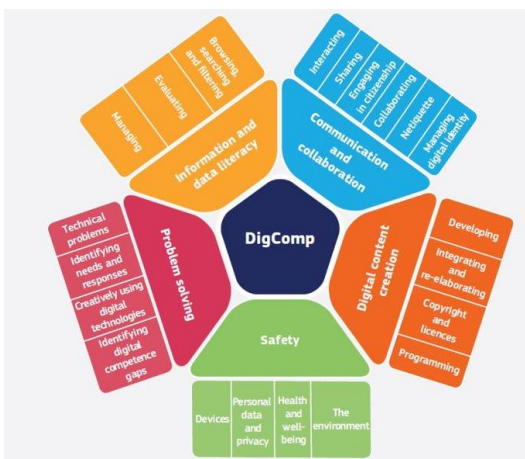 DigComp
Information and
data literacy
Browsing,
searching
and filtering
Evaluating
Managing
Communication
and
collaboration
Interacting
Sharing
Engaging
in citizenship
Collaborating
Netiquette
Managing
digital identity
Digital content
creation
Developing
Integrating
and
re-elaborating
Copyright
and
licences
Programming
Safety
Devices
Personal
data
and
privacy
Health
and
well-
being
The
environment
Problem solving
Technical
problems
Identifying
needs and
responses
Creatively using
digital
technologies
Identifying
digital
competence
gaps